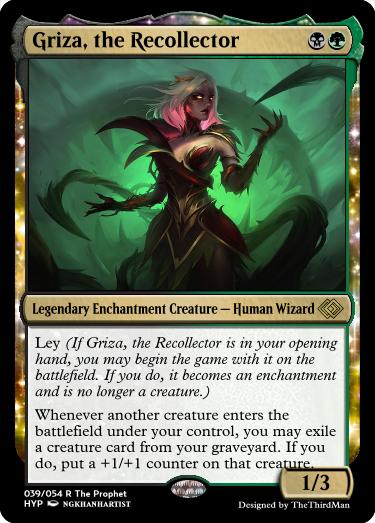 Griza, the Recollector
Legendary Enchantment Creature — Human Wizard
Ley (If Griza, the Recollector is in your opening
hand, you may begin the game with it on the
battlefield. If you do, it becomes an enchantment
and is no longer a creature.)
Whenever another creature enters the
battlefield under your control, you may exile
a creature card from your graveyard. If you
do, put a +1/+1 counter on that creature.
1/3
039/054 R The Prophet
HYP NGKHANHARTIST
Designed by TheThirdMan